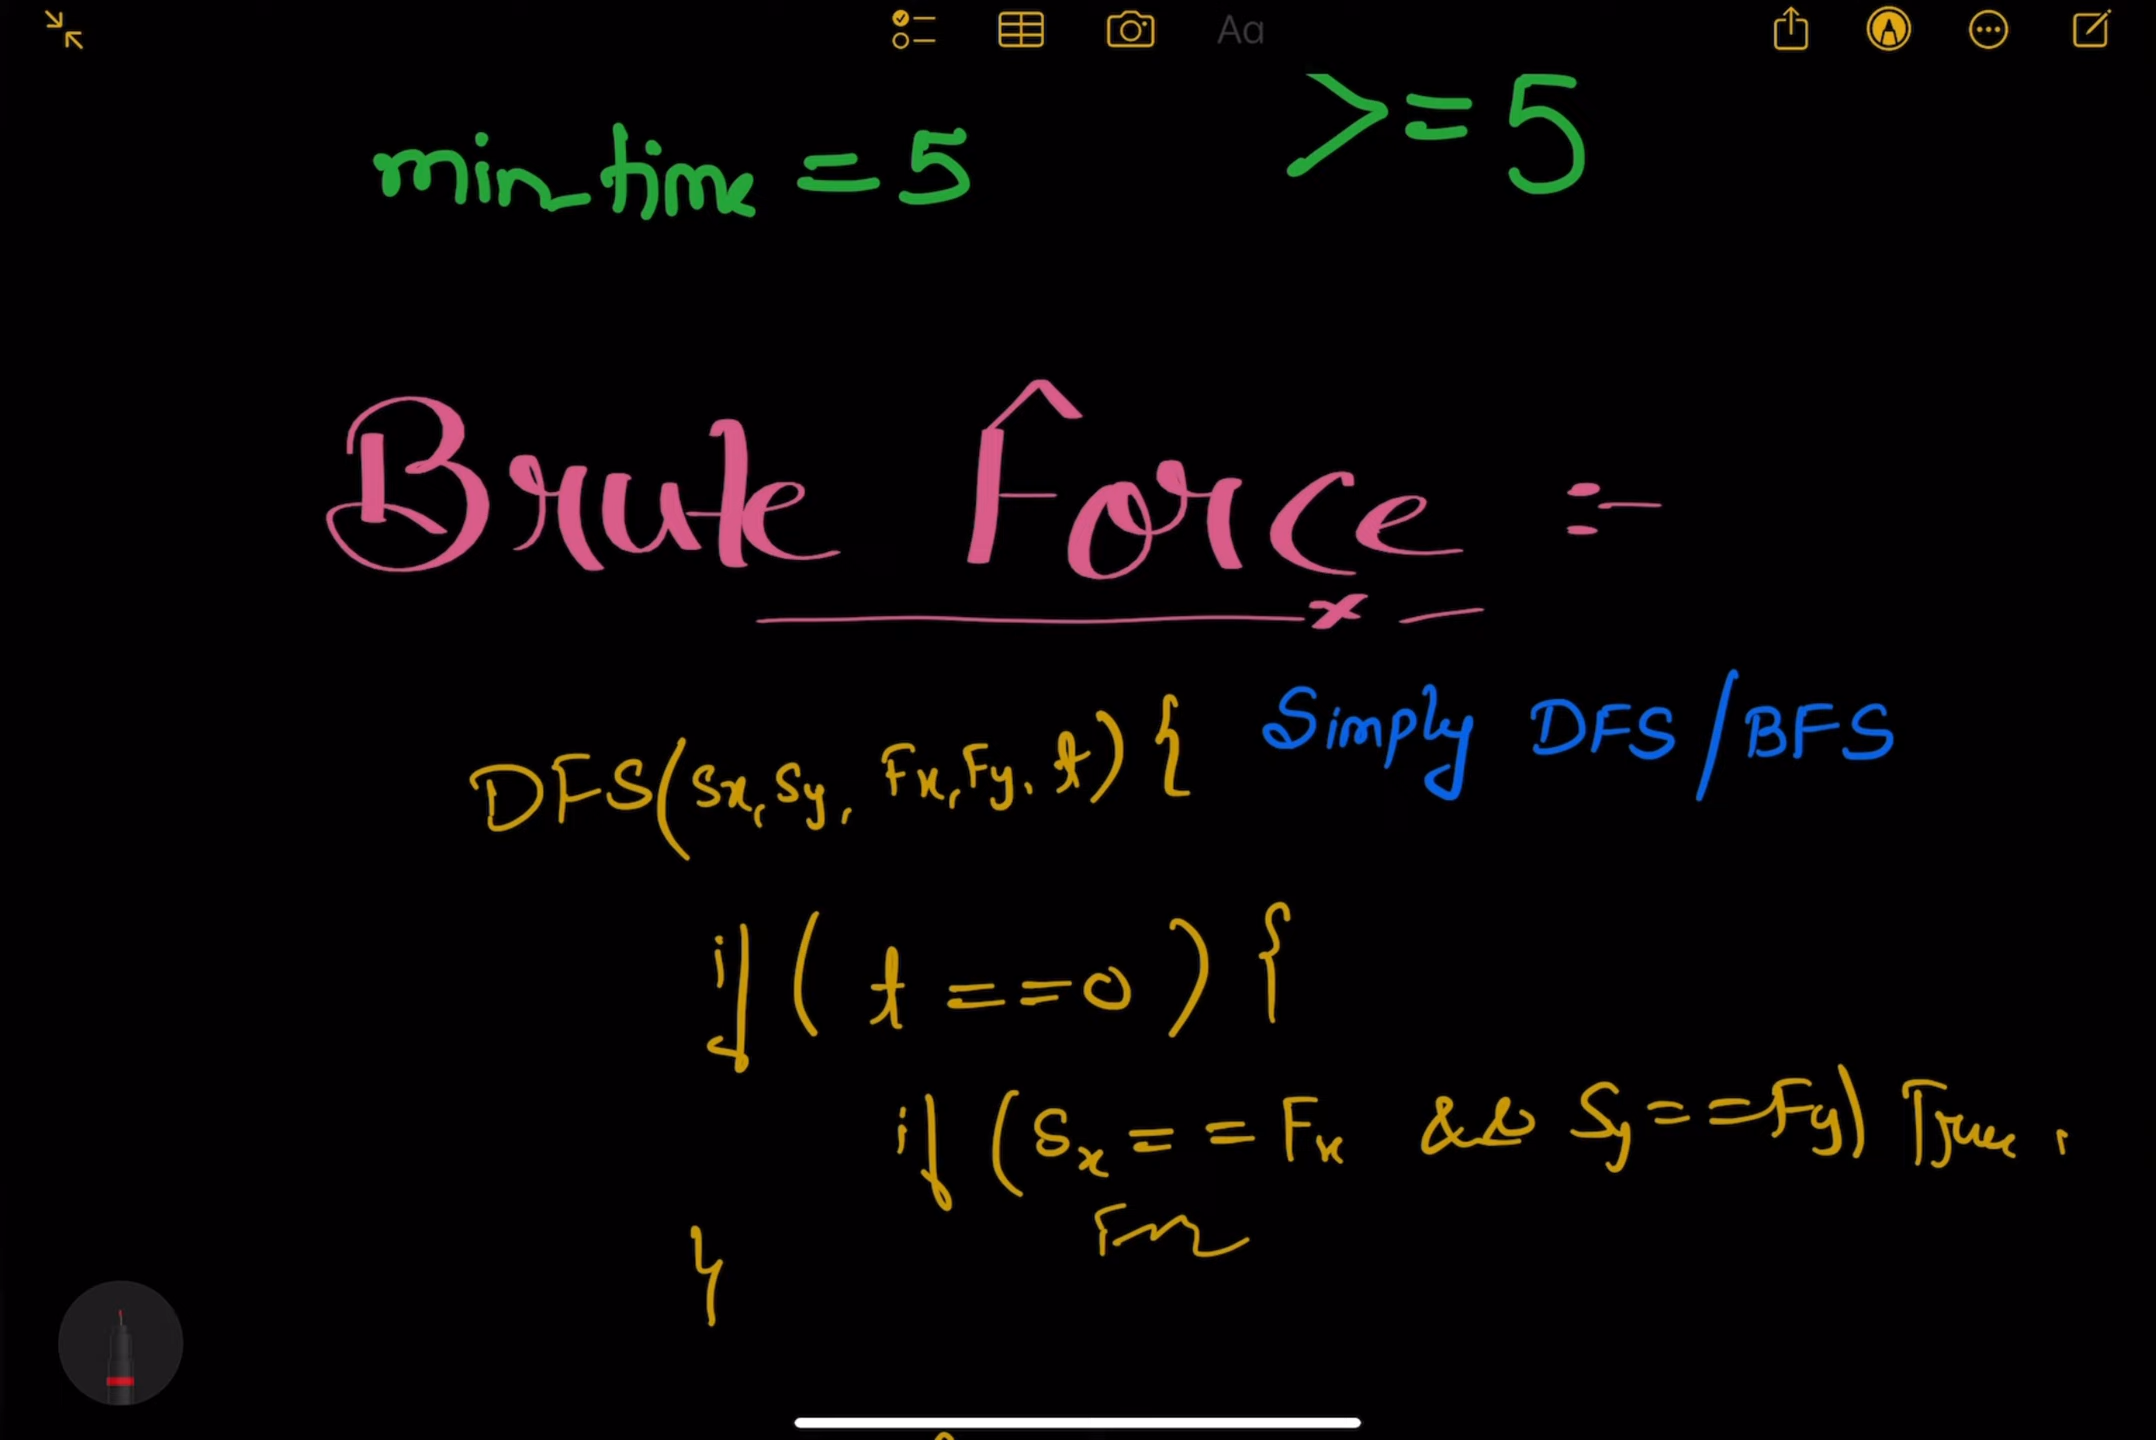 Aa
>=5
min_time = 5
Brute Force :-
DFS(Sx, Sy, Fx, Fy, t) { Simply DFS/BFS
if ( t ==0 ) {
if (Sx == Fx && Sy==Fy) True,
}